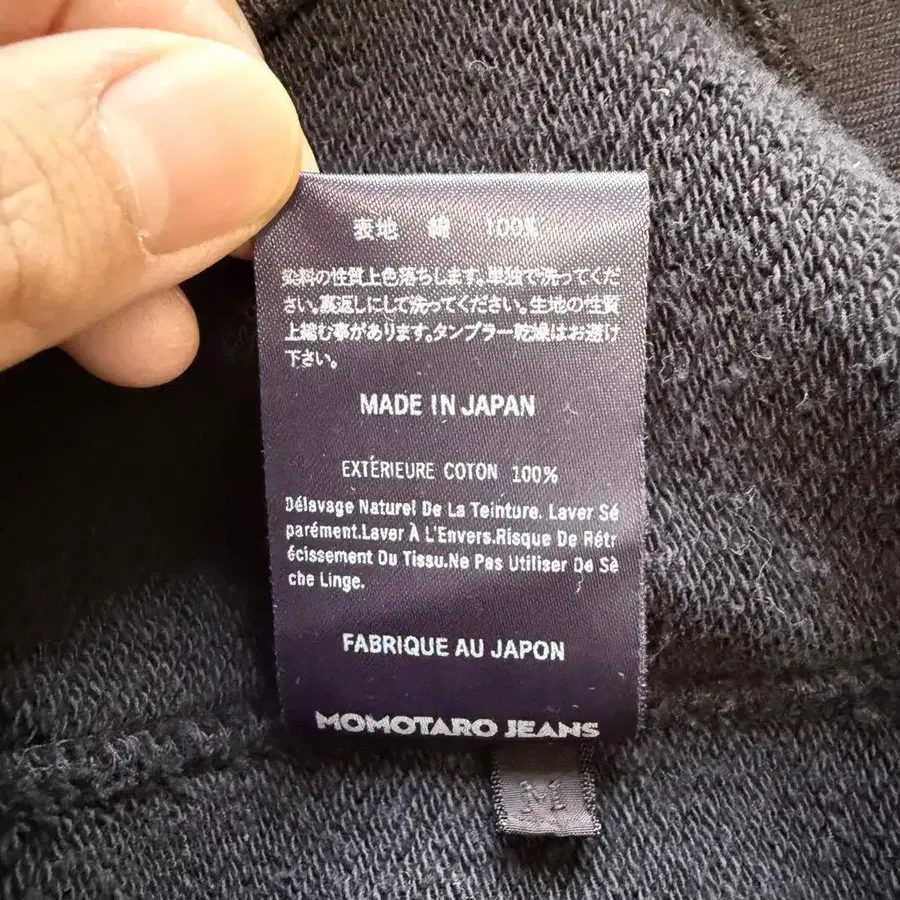 表地 綿 100%
染料の性質上色落ちします。単独で洗ってくだ
さい。裏返しにして洗ってください。生地の性質
上縮む事があります。タンブラー乾燥はお避け
下さい。
MADE IN JAPAN
EXTÉRIEURE COTON 100%
Délavage Naturel De La Teinture. Laver Sé
parément.Laver À L'Envers.Risque De Rétr
écissement Du Tissu.Ne Pas Utiliser De Sè
che Linge.
FABRIQUE AU JAPON
MOMOTARO JEANS
M